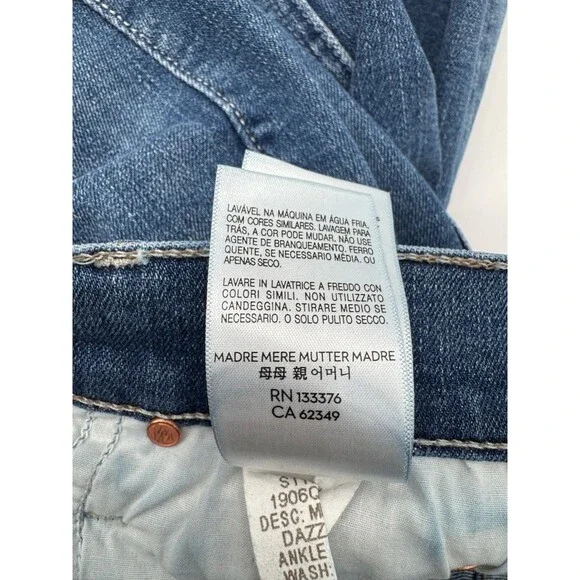 LAVÁVEL NA MÁQUINA EM ÁGUA FRIA,
COM CORES SIMILARES. LAVAGEM PARA
TRÁS, A COR PODE MUDAR. NÃO USE
AGENTE DE BRANQUEAMENTO. FERRO
QUENTE, SE NECESSÁRIO MÉDIA. OU
APENAS SECO.
LAVARE IN LAVATRICE A FREDDO CON
COLORI SIMILI. NON UTILIZZATO
CANDEGGINA. STIRARE MEDIO SE
NECESSARIO. O SOLO PULITO SECCO.
MADRE MERE MUTTER MADRE
母母 親 어머니
RN 133376
CA 62349
1906Q
DESC: M
DAZZ
ANKLE
WASH: